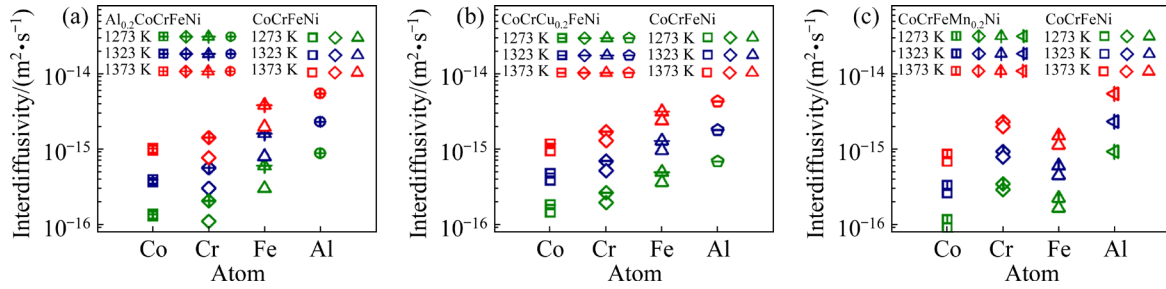 (a) Al0.2CoCrFeNi CoCrFeNi
1273 K 1273 K
1323 K 1323 K
1373 K 1373 K
Interdiffusivity/(m²•s⁻¹)
10⁻¹⁴
10⁻¹⁵
10⁻¹⁶
Co Cr Fe Al
Atom
(b) CoCrCu0.2FeNi CoCrFeNi
1273 K 1273 K
1323 K 1323 K
1373 K 1373 K
Interdiffusivity/(m²•s⁻¹)
10⁻¹⁴
10⁻¹⁵
10⁻¹⁶
Co Cr Fe Al
Atom
(c) CoCrFeMn0.2Ni CoCrFeNi
1273 K 1273 K
1323 K 1323 K
1373 K 1373 K
Interdiffusivity/(m²•s⁻¹)
10⁻¹⁴
10⁻¹⁵
10⁻¹⁶
Co Cr Fe Al
Atom